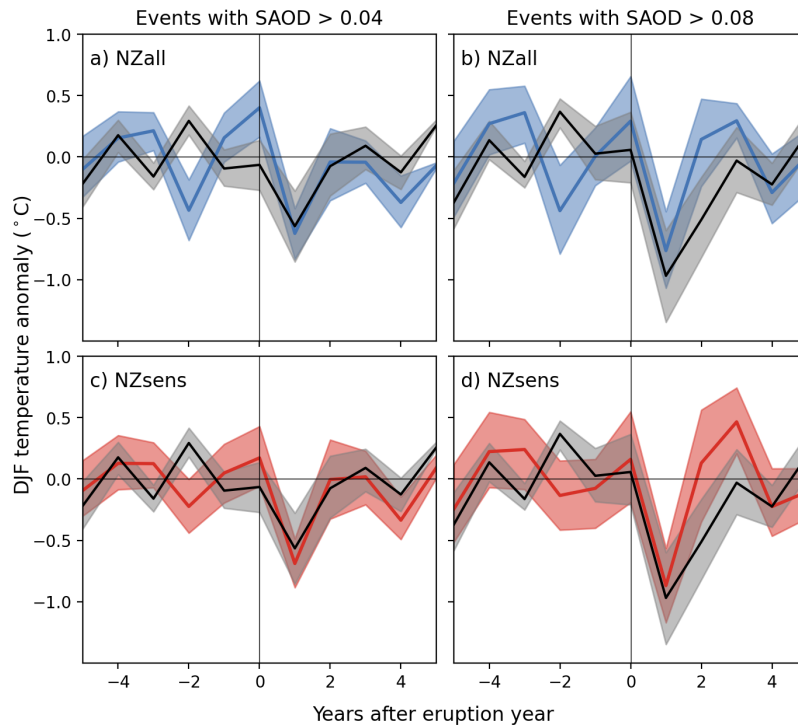 Events with SAOD > 0.04
Events with SAOD > 0.08
DJF temperature anomaly (°C)
a) NZall
1.0
0.5
0.0
−0.5
−1.0
b) NZall
c) NZsens
1.0
0.5
0.0
−0.5
−1.0
d) NZsens
−4 −2 0 2 4
−4 −2 0 2 4
Years after eruption year